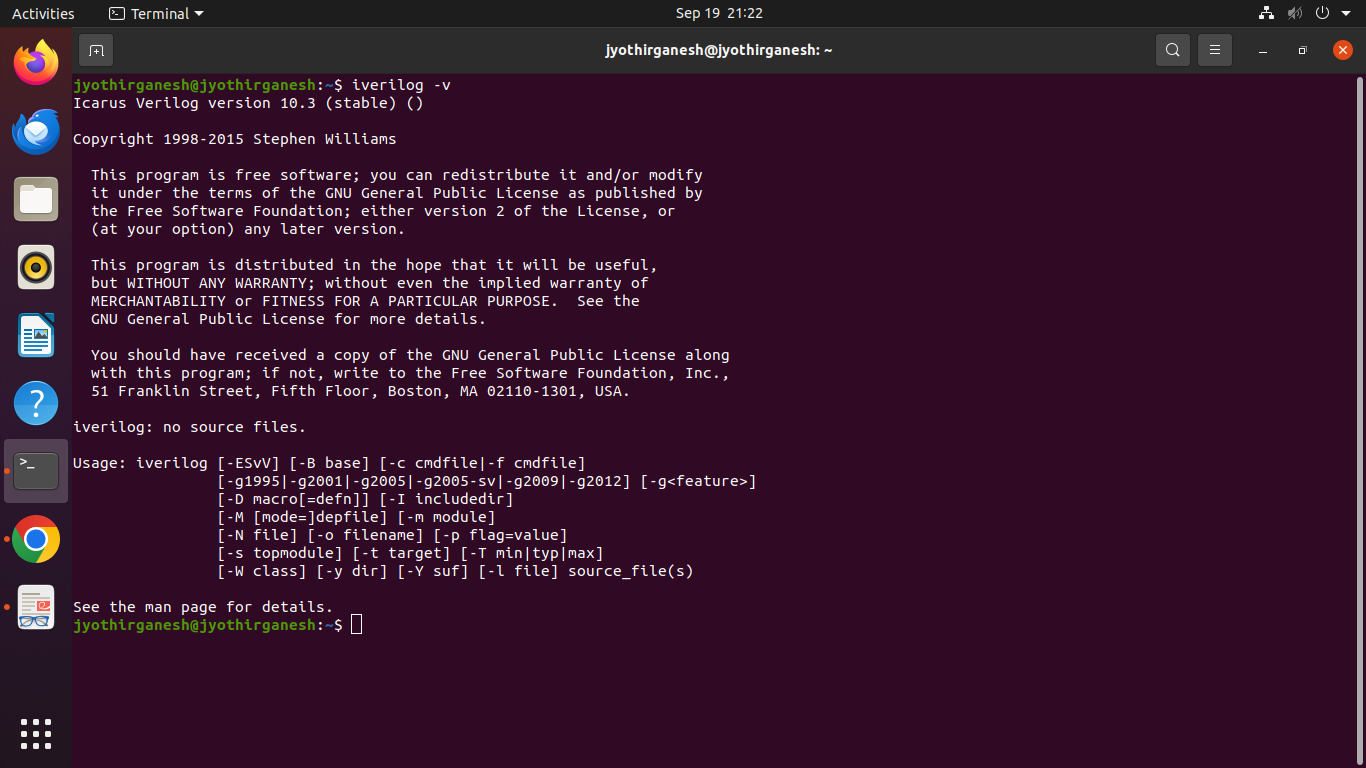 Activities
Terminal
Sep 19 21:22
jyothirganesh@jyothirganesh: ~
jyothirganesh@jyothirganesh:~$ iverilog -v
Icarus Verilog version 10.3 (stable) ()
Copyright 1998-2015 Stephen Williams
This program is free software; you can redistribute it and/or modify
it under the terms of the GNU General Public License as published by
the Free Software Foundation; either version 2 of the License, or
(at your option) any later version.
This program is distributed in the hope that it will be useful,
but WITHOUT ANY WARRANTY; without even the implied warranty of
MERCHANTABILITY or FITNESS FOR A PARTICULAR PURPOSE.  See the
GNU General Public License for more details.
You should have received a copy of the GNU General Public License along
with this program; if not, write to the Free Software Foundation, Inc.,
51 Franklin Street, Fifth Floor, Boston, MA 02110-1301, USA.
iverilog: no source files.
Usage: iverilog [-ESvV] [-B base] [-c cmdfile|-f cmdfile]
[-g1995|-g2001|-g2005|-g2005-sv|-g2009|-g2012] [-g<feature>]
[-D macro[=defn]] [-I includedir]
[-M [mode=]depfile] [-m module]
[-N file] [-o filename] [-p flag=value]
[-s topmodule] [-t target] [-T min|typ|max]
[-W class] [-y dir] [-Y suf] [-l file] source_file(s)
See the man page for details.
jyothirganesh@jyothirganesh:~$